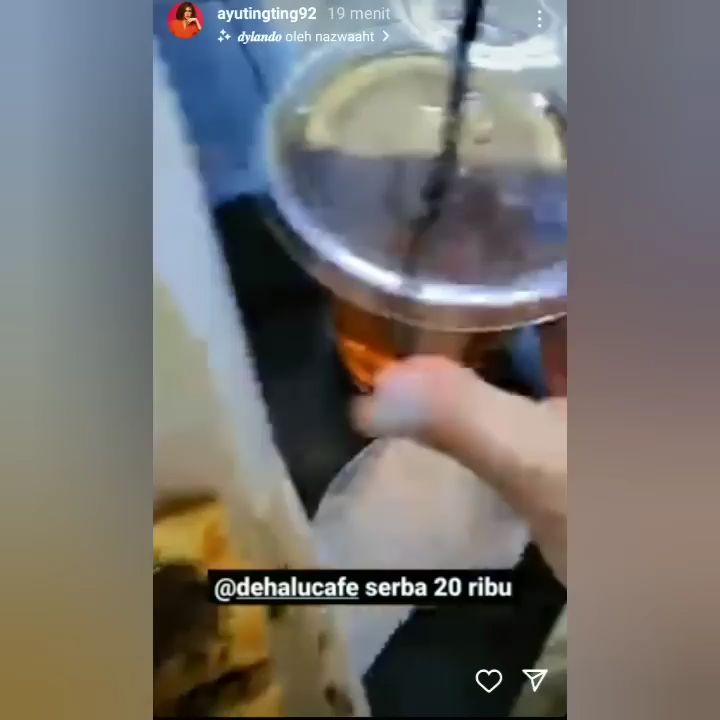 ayutingting92 19 menit
dylando oleh nazwaaht
@dehalucafe serba 20 ribu